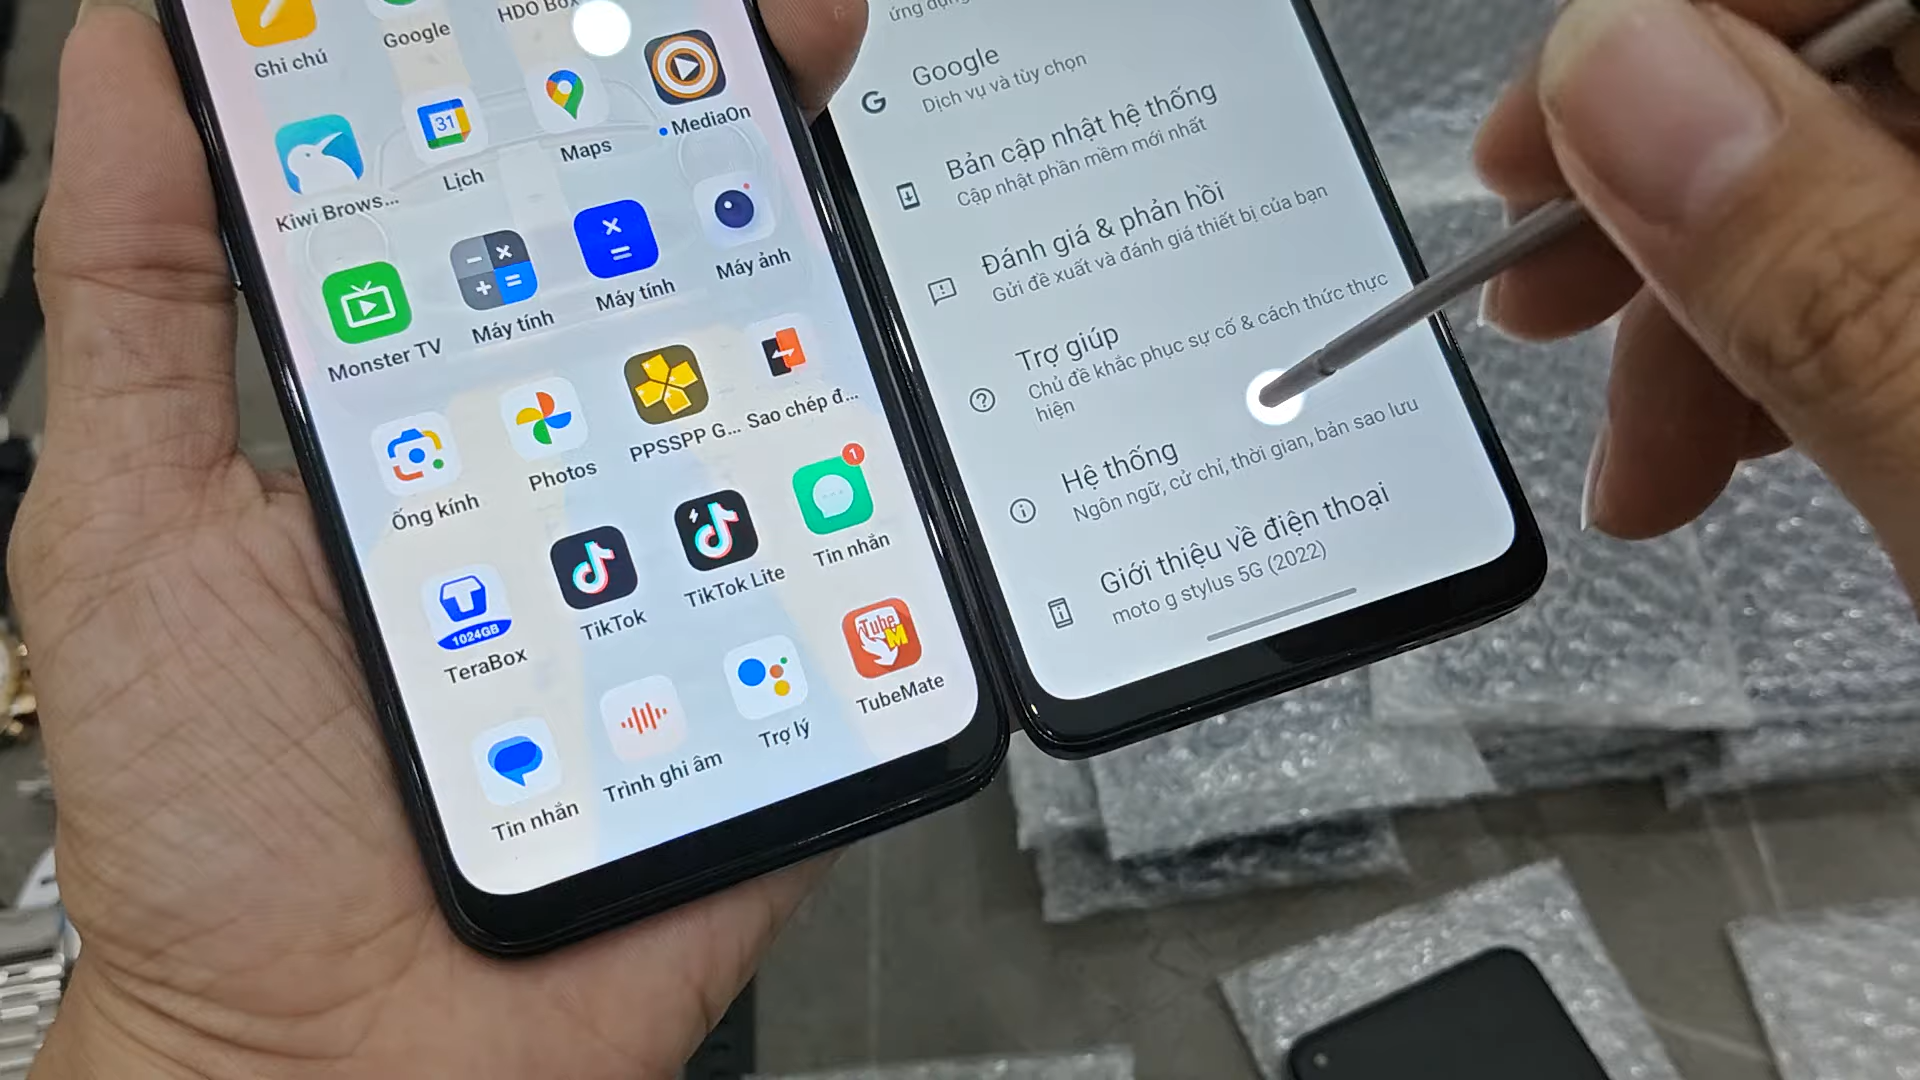 Ghi chú
Google
HDO Box
31
Kiwi Brows...
Lịch
Maps
MediaOn
Monster TV
Máy tính
Máy tính
Máy ảnh
Ống kính
Photos
PPSSPP G...
Sao chép đ...
1
1024GB
TeraBox
TikTok
TikTok Lite
Tin nhắn
Tin nhắn
Trình ghi âm
Trợ lý
Tube
M
TubeMate
ứng dụng
Google
Dịch vụ và tùy chọn
Bản cập nhật hệ thống
Cập nhật phần mềm mới nhất
Đánh giá & phản hồi
Gửi đề xuất và đánh giá thiết bị của bạn
Trợ giúp
Chủ đề khắc phục sự cố & cách thức thực
hiện
Hệ thống
Ngôn ngữ, cử chỉ, thời gian, bản sao lưu
Giới thiệu về điện thoại
moto g stylus 5G (2022)